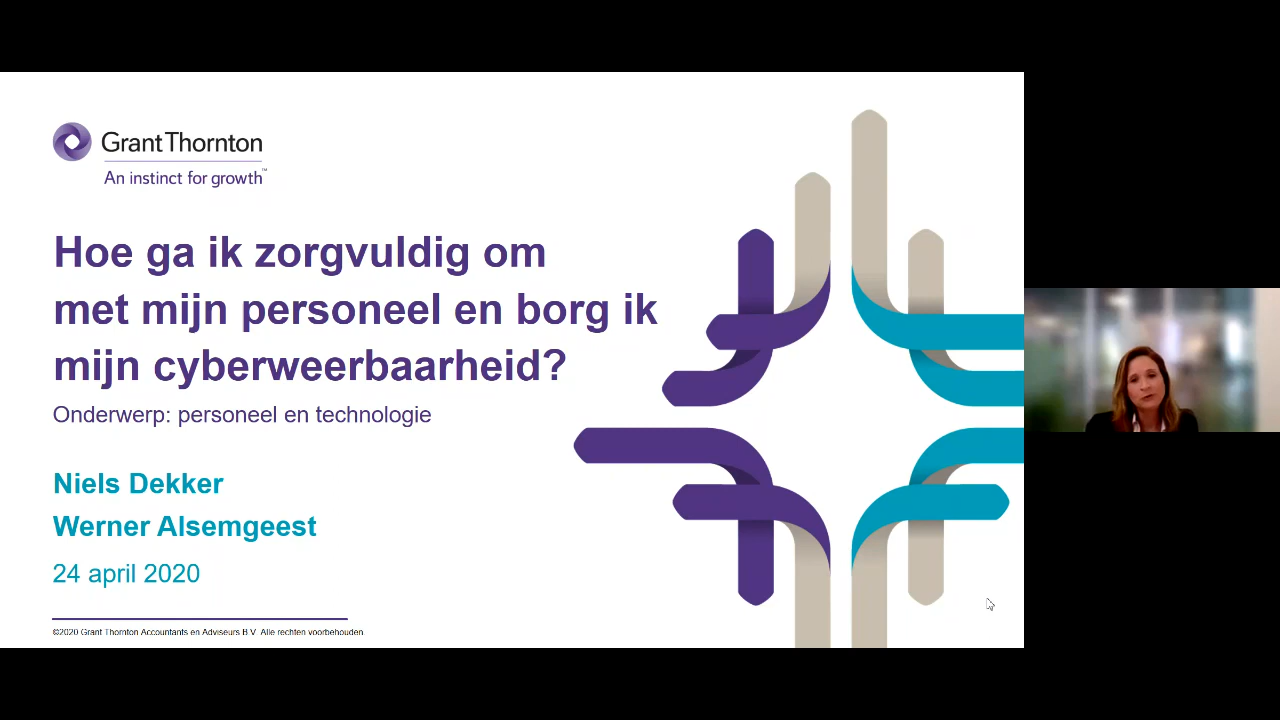 Grant Thornton
An instinct for growth™
Hoe ga ik zorgvuldig om
met mijn personeel en borg ik
mijn cyberweerbaarheid?
Onderwerp: personeel en technologie
Niels Dekker
Werner Alsemgeest
24 april 2020
©2020 Grant Thornton Accountants en Adviseurs B.V. Alle rechten voorbehouden.